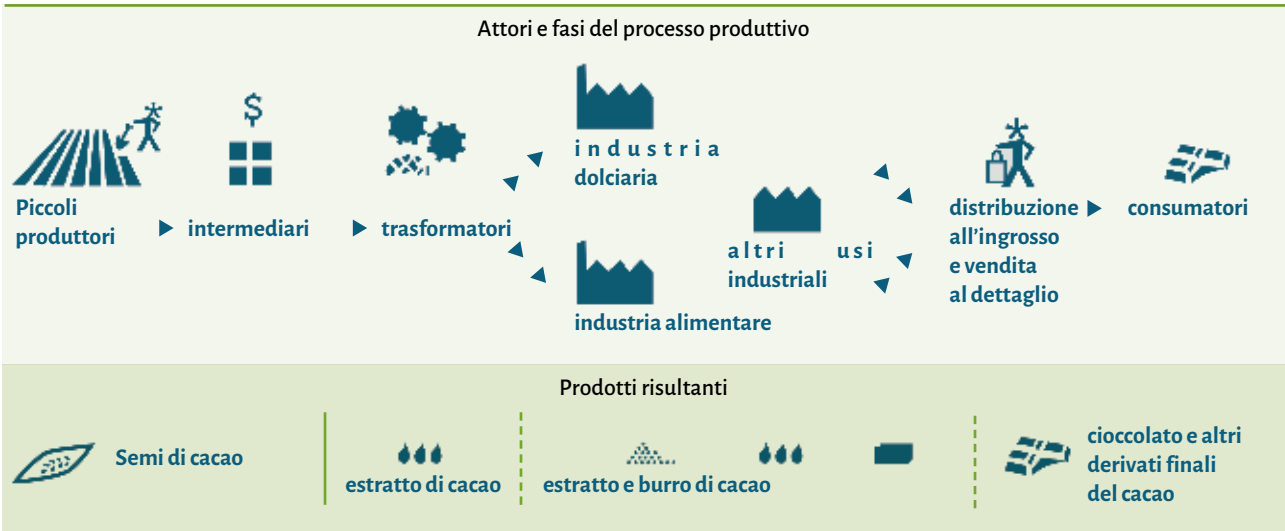 Attori e fasi del processo produttivo
$
industria
dolciaria
Piccoli
produttori
intermediari
trasformatori
altri usi
industriali
industria alimentare
distribuzione
all'ingrosso
e vendita
al dettaglio
consumatori
Prodotti risultanti
Semi di cacao
estratto di cacao
estratto e burro di cacao
cioccolato e altri
derivati finali
del cacao